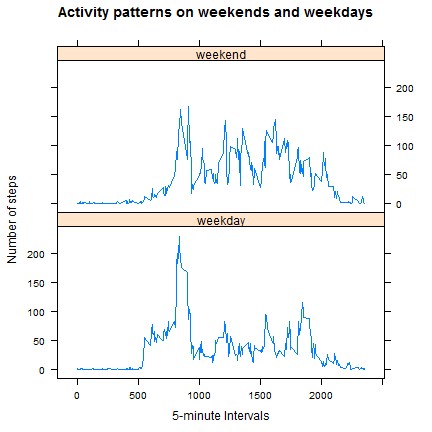 Activity patterns on weekends and weekdays
weekend
200
150
100
50
0
weekday
200
150
100
50
0
Number of steps
0 500 1000 1500 2000
5-minute Intervals